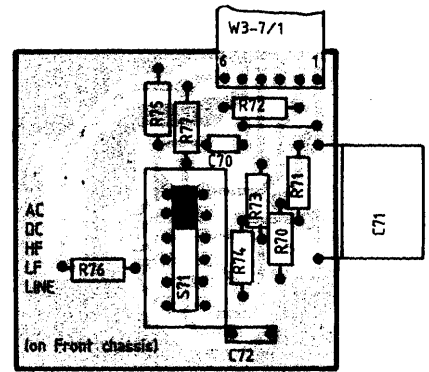 W3-7/1
6 1
R75
R77
R72
C70
R71
R73
R70
R74
C71
AC
DC
HF
LF
LINE
R76
S71
(on Front chassis)
C72